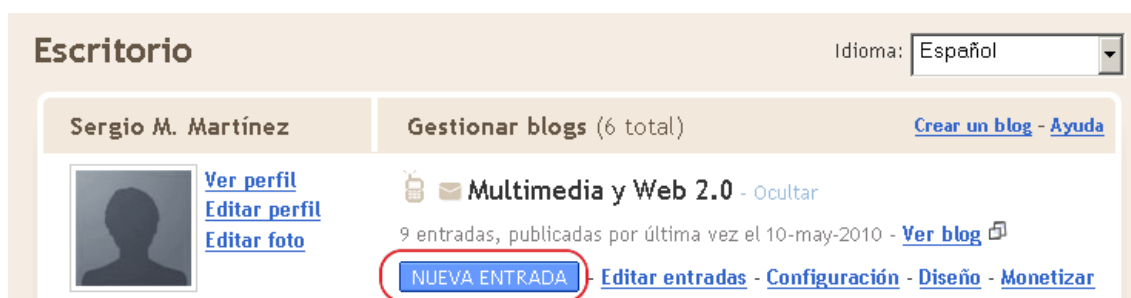 Escritorio
Idioma: Español
Sergio M. Martínez
Gestionar blogs (6 total)
Crear un blog - Ayuda
Ver perfil
Editar perfil
Editar foto
Multimedia y Web 2.0 - Ocultar
9 entradas, publicadas por última vez el 10-may-2010 - Ver blog
NUEVA ENTRADA - Editar entradas - Configuración - Diseño - Monetizar